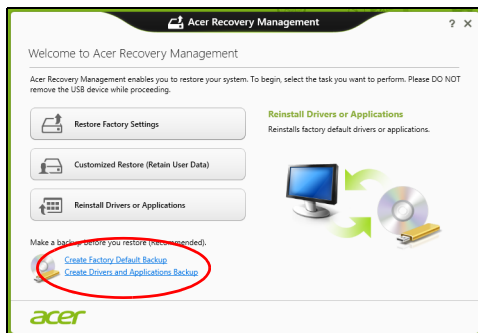 Acer Recovery Management
? ×
Welcome to Acer Recovery Management
Acer Recovery Management enables you to restore your system. To begin, select the task you want to perform. Please DO NOT
remove the USB device while proceeding.
Restore Factory Settings
Customized Restore (Retain User Data)
Reinstall Drivers or Applications
Reinstall Drivers or Applications
Reinstalls factory default drivers or applications.
Make a backup before you restore (Recommended).
Create Factory Default Backup
Create Drivers and Applications Backup
acer